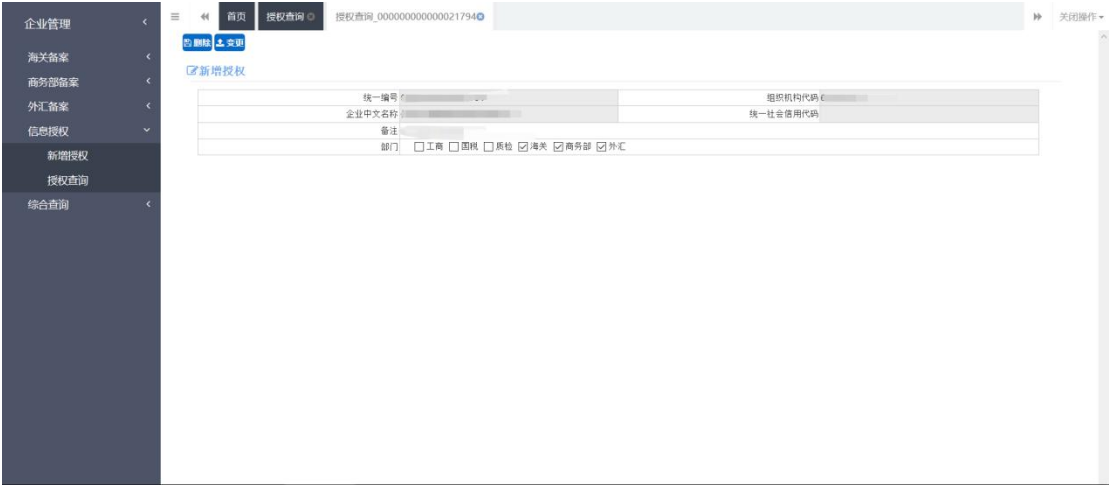 企业管理
海关备案
商务部备案
外汇备案
信息授权
新增授权
授权查询
综合查询
首页 授权查询 授权查询_000000000000021794 关闭操作
删除 变更
新增授权
统一编号 组织机构代码
企业中文名称 统一社会信用代码
备注
部门 工商 国税 质检 海关 商务部 外汇